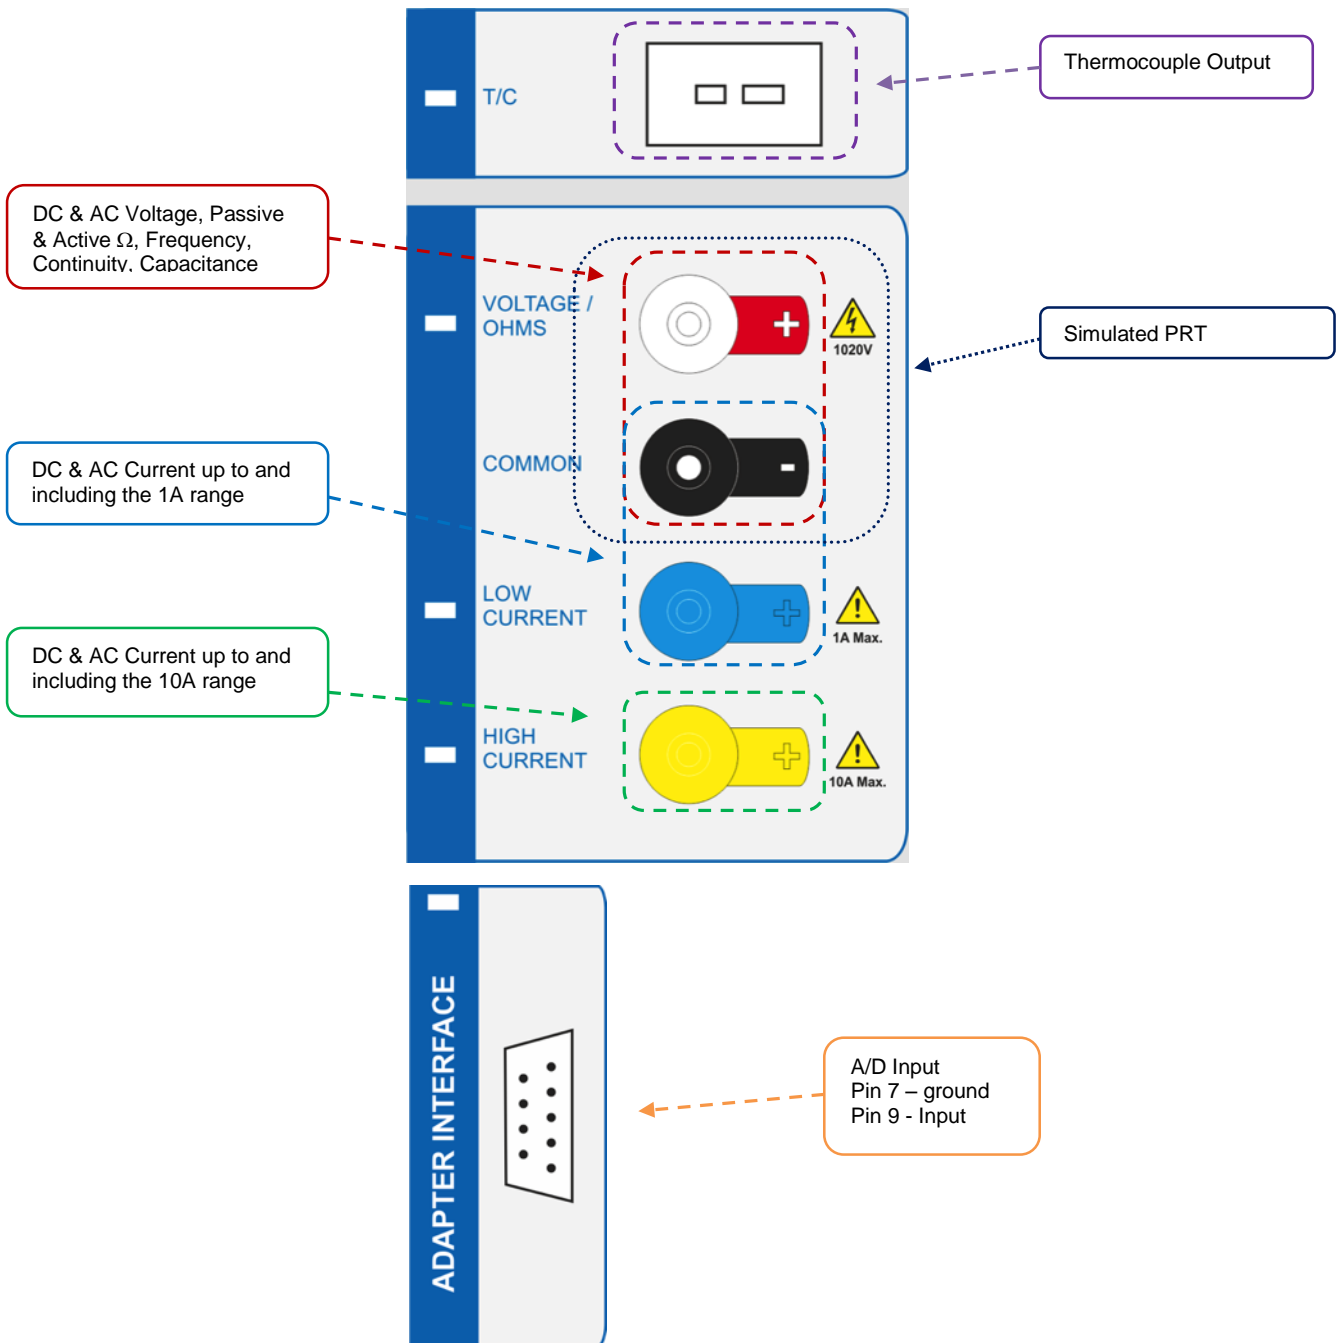 T/C
Thermocouple Output
DC & AC Voltage, Passive
& Active Ω, Frequency,
Continuity, Capacitance
VOLTAGE /
OHMS
+
1020V
Simulated PRT
COMMON
-
DC & AC Current up to and
including the 1A range
LOW
CURRENT
+
1A Max.
DC & AC Current up to and
including the 10A range
HIGH
CURRENT
+
10A Max.
ADAPTER INTERFACE
A/D Input
Pin 7 – ground
Pin 9 - Input